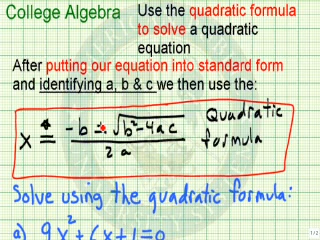 College Algebra
Use the quadratic formula
to solve a quadratic
equation
After putting our equation into standard form
and identifying a, b & c we then use the:
x = (-b ± √(b²-4ac)) / 2a
Quadratic
formula
Solve using the quadratic formula:
a) 9x²+6x+1=0
1/2